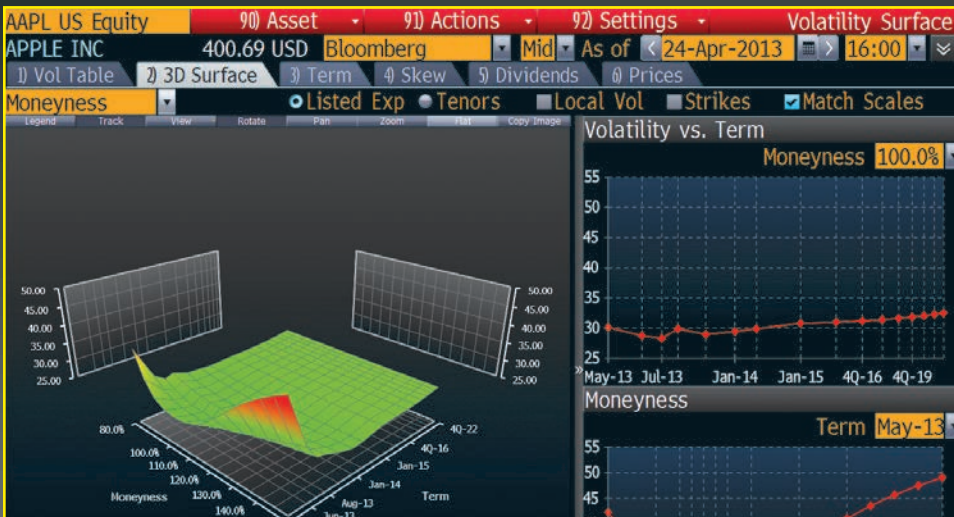 AAPL US Equity 90) Asset 91) Actions 92) Settings Volatility Surface
APPLE INC 400.69 USD Bloomberg Mid As of 24-Apr-2013 16:00
1) Vol Table 2) 3D Surface 3) Term 4) Skew 5) Dividends 6) Prices
Moneyness Listed Exp Tenors Local Vol Strikes Match Scales
Legend Track View Rotate Pan Zoom Flat Copy Image
50.00
45.00
40.00
35.00
30.00
25.00
50.00
45.00
40.00
35.00
30.00
25.00
80.0%
100.0%
110.0%
120.0%
130.0%
140.0%
Moneyness
4Q-22
4Q-16
Jan-15
Jan-14
Aug-13
Jun-13
Term
Volatility vs. Term
Moneyness 100.0%
55
50
45
40
35
30
25
May-13 Jul-13 Jan-14 Jan-15 4Q-16 4Q-19
Moneyness
Term May-13
55
50
45